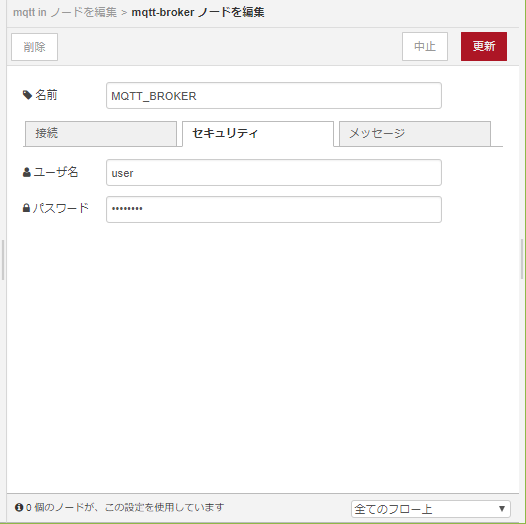 mqtt in ノードを編集 > mqtt-broker ノードを編集
削除 中止 更新
名前 MQTT_BROKER
接続 セキュリティ メッセージ
ユーザ名 user
パスワード ••••••••
0 個のノードが、この設定を使用しています 全てのフロー上